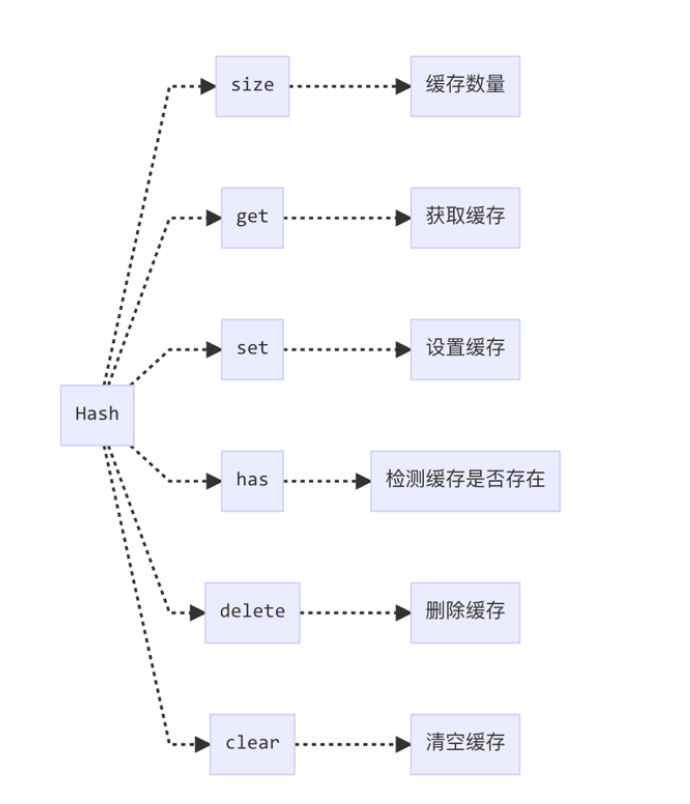 size
缓存数量
get
获取缓存
set
设置缓存
Hash
has
检测缓存是否存在
delete
删除缓存
clear
清空缓存